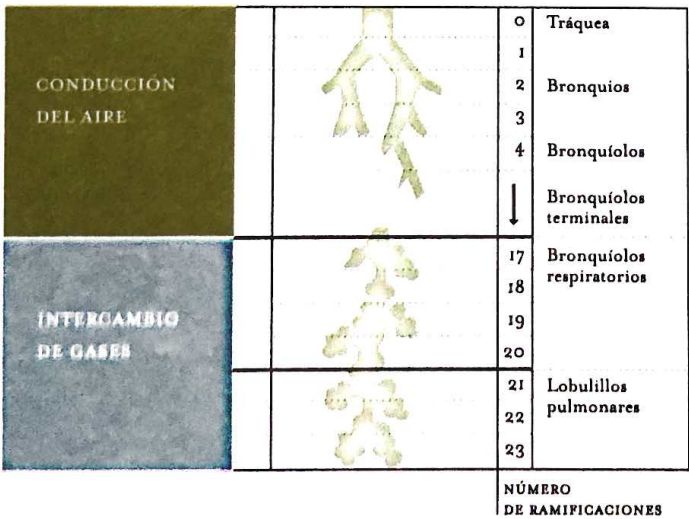 CONDUCCIÓN
DEL AIRE
0 Tráquea
1
2 Bronquios
3
4 Bronquíolos
Bronquíolos
terminales
INTERCAMBIO
DE GASES
17 Bronquíolos
18 respiratorios
19
20
21 Lobulillos
22 pulmonares
23
NÚMERO
DE RAMIFICACIONES